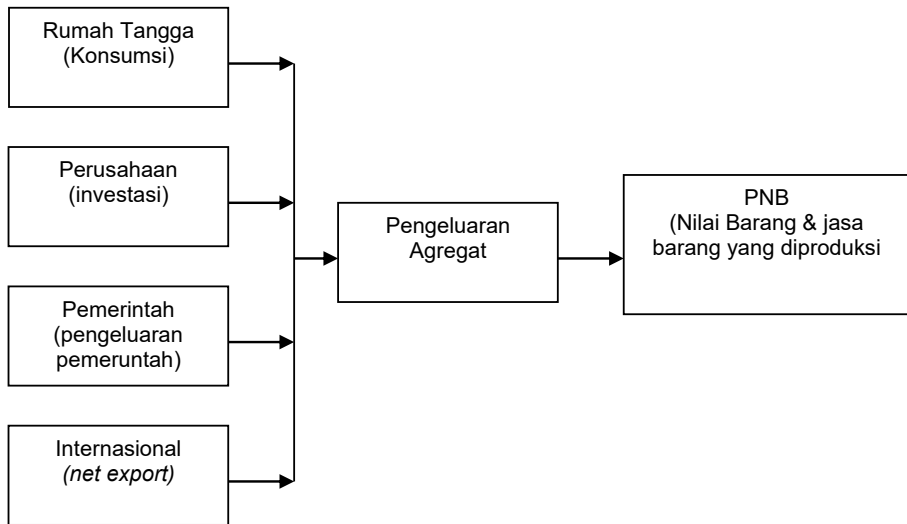 Rumah Tangga
(Konsumsi)
Perusahaan
(investasi)
Pemerintah
(pengeluaran
pemeruntah)
Internasional
(net export)
Pengeluaran
Agregat
PNB
(Nilai Barang & jasa
barang yang diproduksi